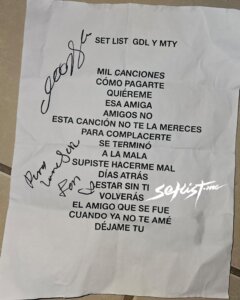 SET LIST GDL Y MTY
MIL CANCIONES
CÓMO PAGARTE
QUIÉREME
ESA AMIGA
AMIGOS NO
ESTA CANCIÓN NO TE LA MERECES
PARA COMPLACERTE
SE TERMINÓ
A LA MALA
SUPISTE HACERME MAL
DÍAS ATRÁS
ESTAR SIN TI
VOLVERÁS
EL AMIGO QUE SE FUE
CUANDO YA NO TE AMÉ
DÉJAME TU